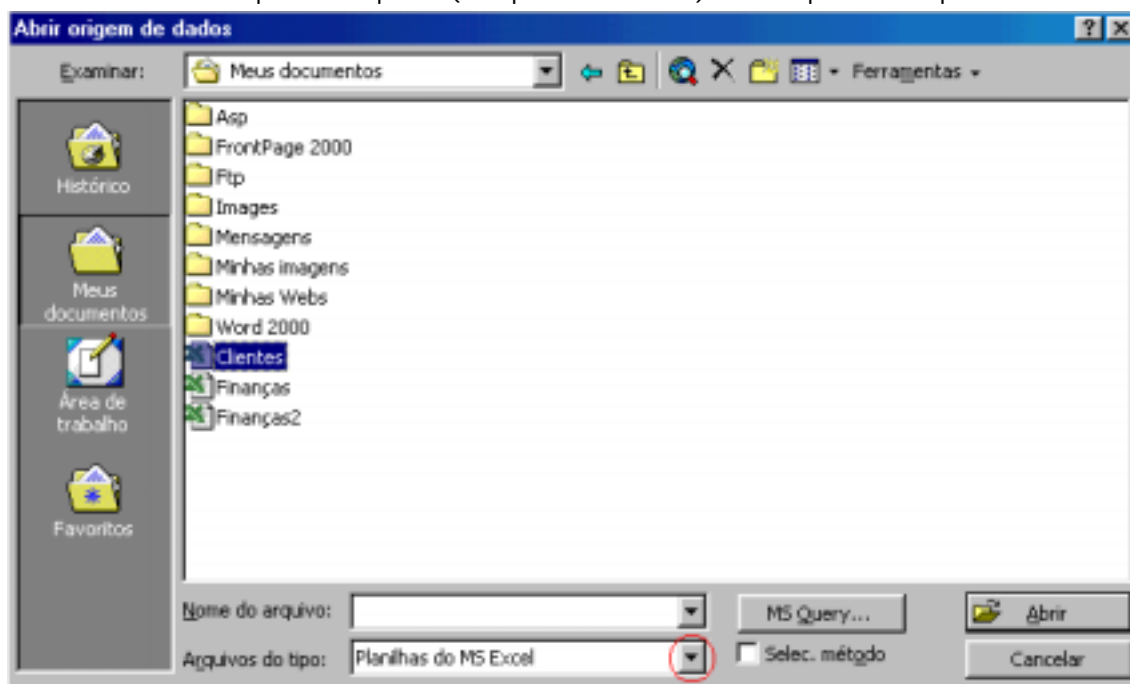 Abrir origem de dados
Examinar: Meus documentos Ferramentas
Histórico
Meus documentos
Área de trabalho
Favoritos
Asp
FrontPage 2000
Ftp
Images
Mensagens
Minhas imagens
Minhas Webs
Word 2000
Clientes
Finanças
Finanças2
Nome do arquivo: MS Query... Abrir
Arquivos do tipo: Planilhas do MS Excel Selec. método Cancelar